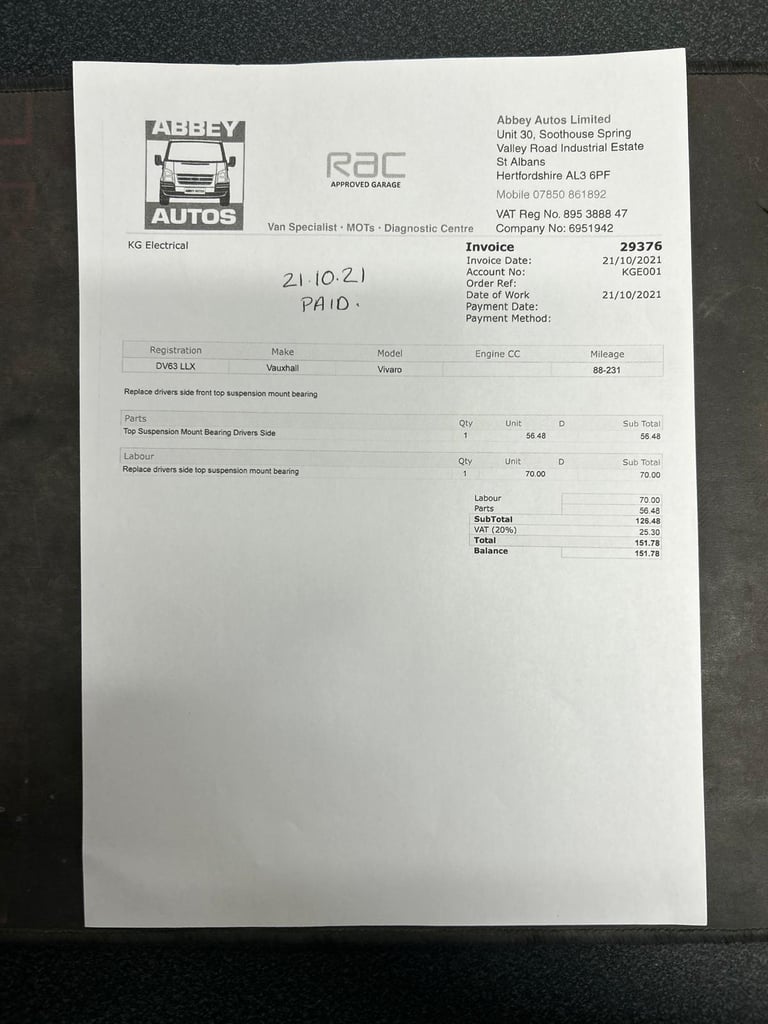 ABBEY
AUTOS
RAC
APPROVED GARAGE
Van Specialist • MOTs • Diagnostic Centre
Abbey Autos Limited
Unit 30, Soothouse Spring
Valley Road Industrial Estate
St Albans
Hertfordshire AL3 6PF
Mobile 07850 861892
VAT Reg No. 895 3888 47
Company No: 6951942
KG Electrical
21.10.21
PAID.
Invoice 29376
Invoice Date: 21/10/2021
Account No: KGE001
Order Ref:
Date of Work 21/10/2021
Payment Date:
Payment Method:
Registration Make Model Engine CC Mileage
DV63 LLX Vauxhall Vivaro 88-231
Replace drivers side front top suspension mount bearing
Parts Qty Unit D Sub Total
Top Suspension Mount Bearing Drivers Side 1 56.48 56.48
Labour Qty Unit D Sub Total
Replace drivers side top suspension mount bearing 1 70.00 70.00
Labour 70.00
Parts 56.48
SubTotal 126.48
VAT (20%) 25.30
Total 151.78
Balance 151.78